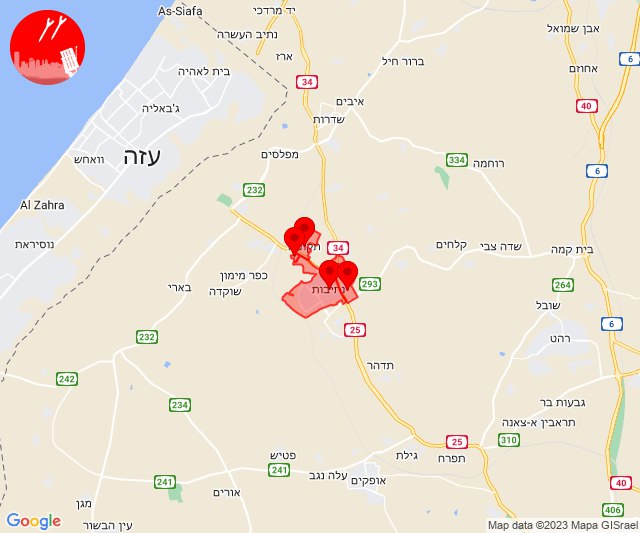 As-Siafa
יד מרדכי
נתיב העשרה
אבן שמואל
ארז
בית לאהיה
ברור חיל
6
אחוזם
34
ג'באליה
איבים
40
שדרות
עזה
וואחש
מפלסים
334
רוחמה
6
232
Al Zahra
נוסיראת
34
קלחים
שדה צבי
בית קמה
כפר מימון
שוקדה
בארי
נתיבות
293
264
שובל
25
6
רהט
232
תדהר
242
234
גבעות בר
תראבין א-צאנה
310
25
תפרח
גילת
פטיש
241
241
עלה נגב
אופקים
אורים
40
מגן
עין הבשור
406
Google
Map data ©2023 Mapa GISrael